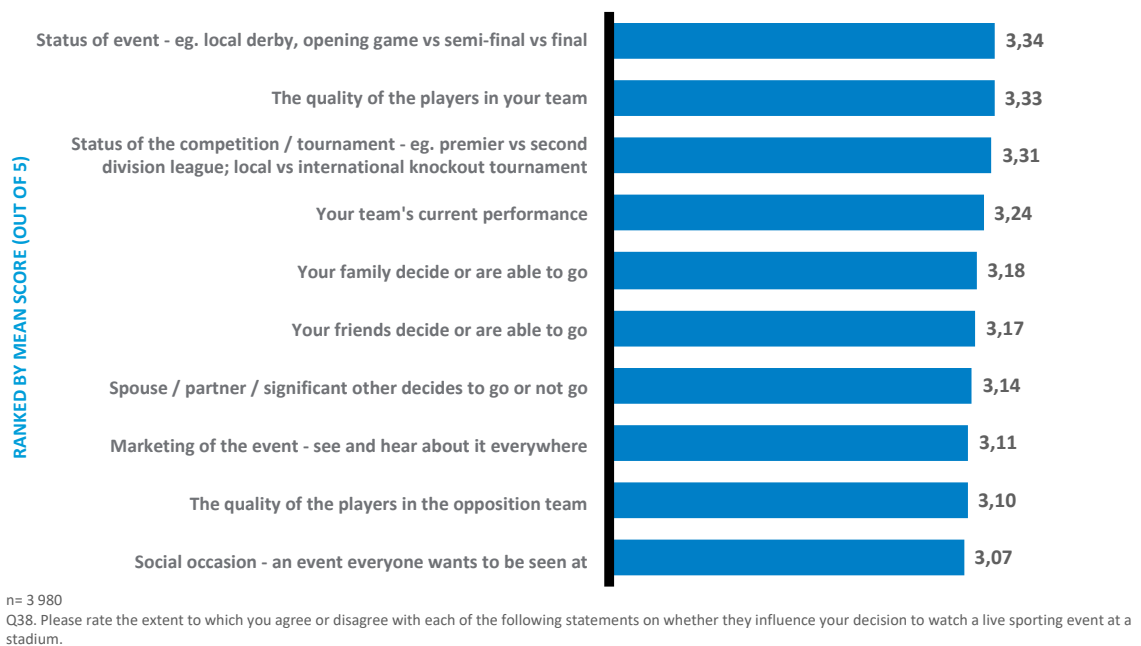 RANKED BY MEAN SCORE (OUT OF 5)
Status of event - eg. local derby, opening game vs semi-final vs final
3,34
The quality of the players in your team
3,33
Status of the competition / tournament - eg. premier vs second
division league; local vs international knockout tournament
3,31
Your team's current performance
3,24
Your family decide or are able to go
3,18
Your friends decide or are able to go
3,17
Spouse / partner / significant other decides to go or not go
3,14
Marketing of the event - see and hear about it everywhere
3,11
The quality of the players in the opposition team
3,10
Social occasion - an event everyone wants to be seen at
3,07
n= 3 980
Q38. Please rate the extent to which you agree or disagree with each of the following statements on whether they influence your decision to watch a live sporting event at a
stadium.